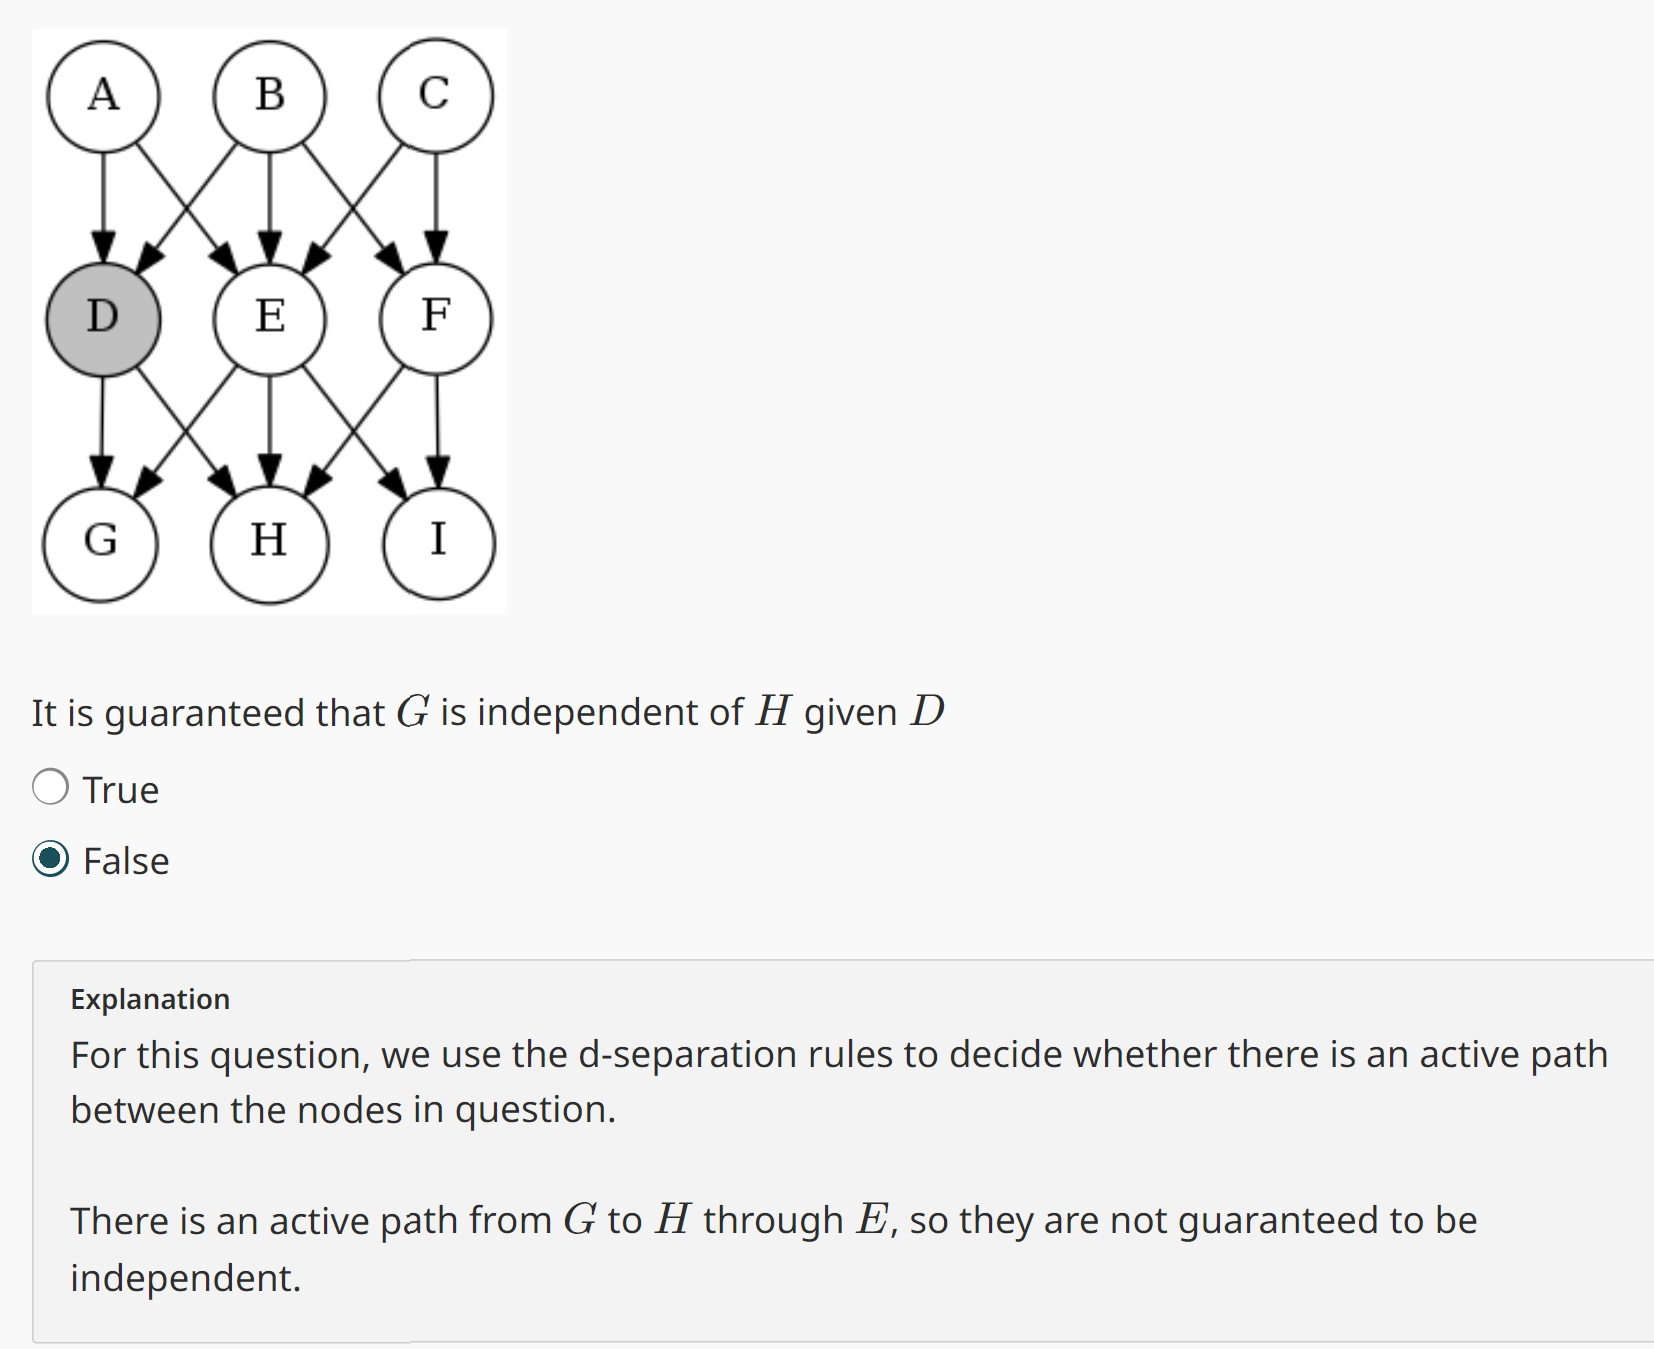 A B C
D E F
G H I
It is guaranteed that G is independent of H given D
True
False
Explanation
For this question, we use the d-separation rules to decide whether there is an active path
between the nodes in question.
There is an active path from G to H through E, so they are not guaranteed to be
independent.